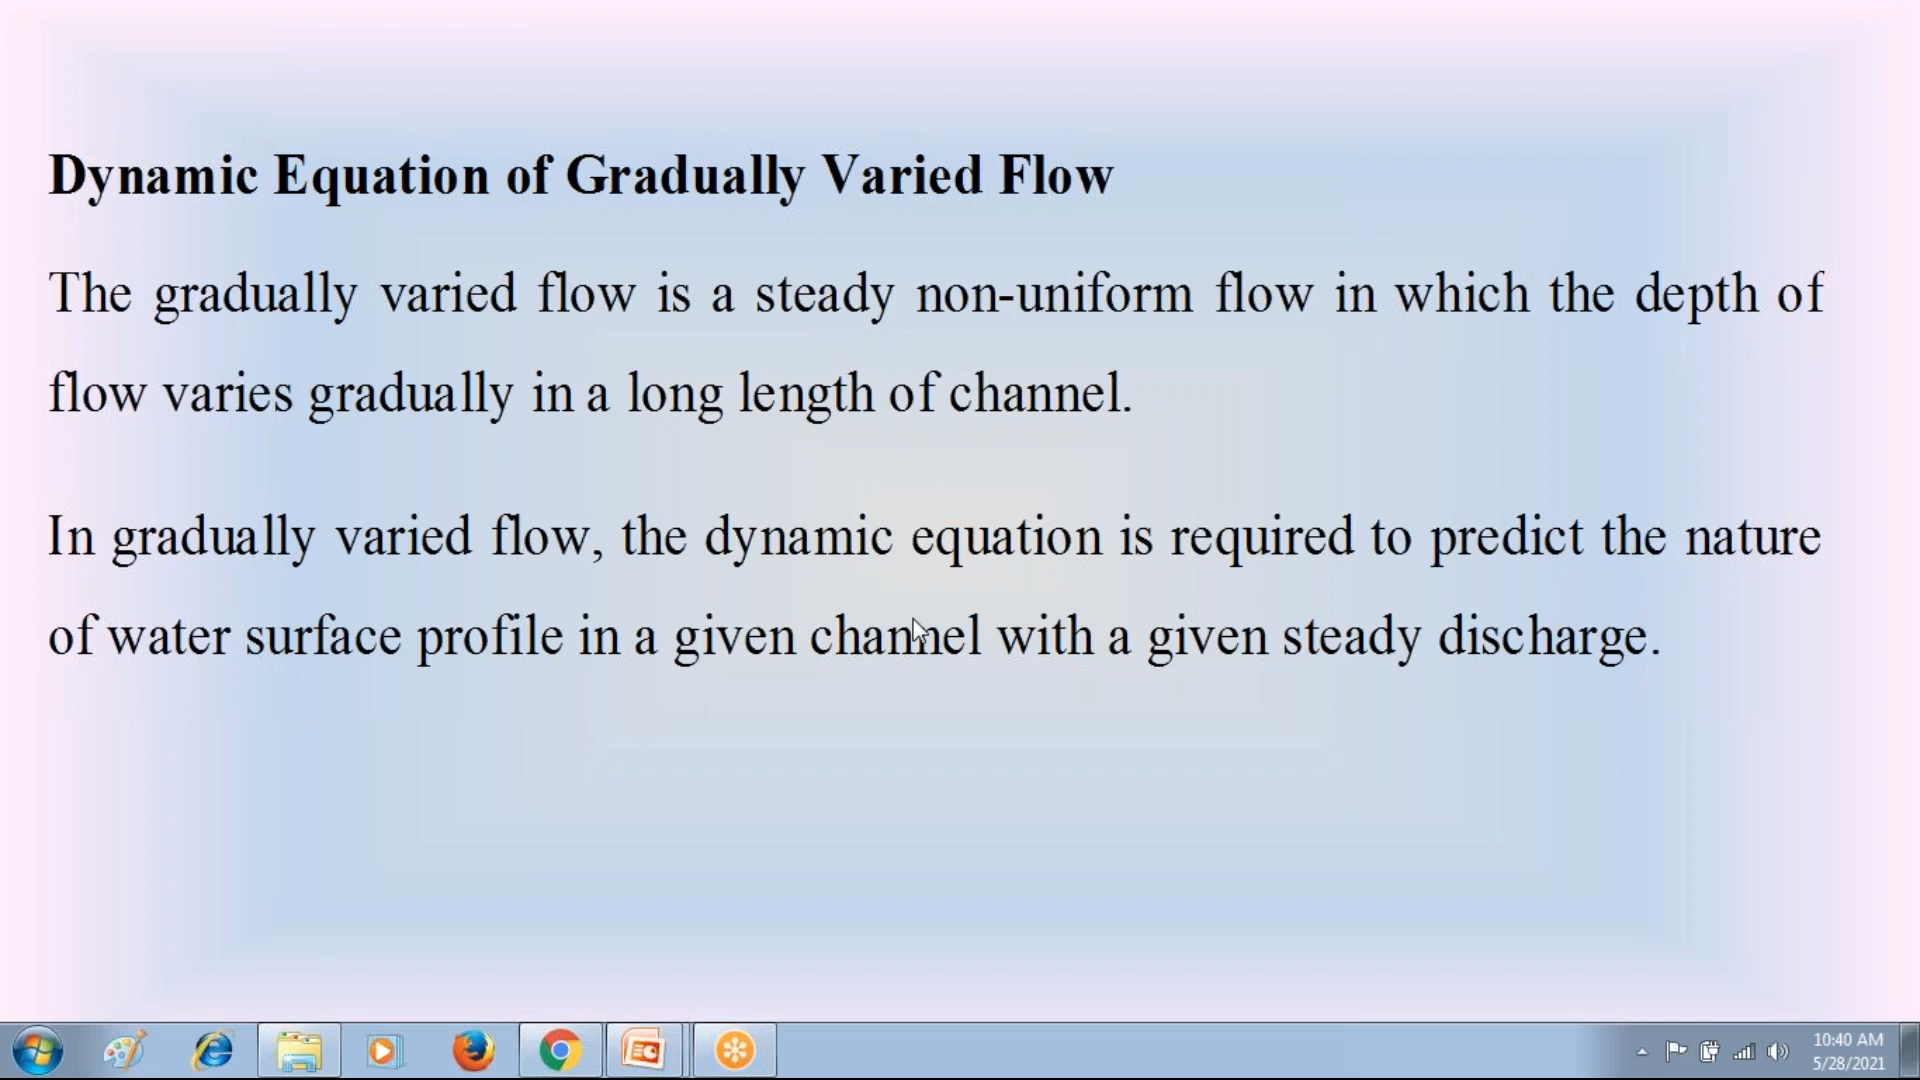 Dynamic Equation of Gradually Varied Flow
The gradually varied flow is a steady non-uniform flow in which the depth of
flow varies gradually in a long length of channel.
In gradually varied flow, the dynamic equation is required to predict the nature
of water surface profile in a given channel with a given steady discharge.
10:40 AM
5/28/2021